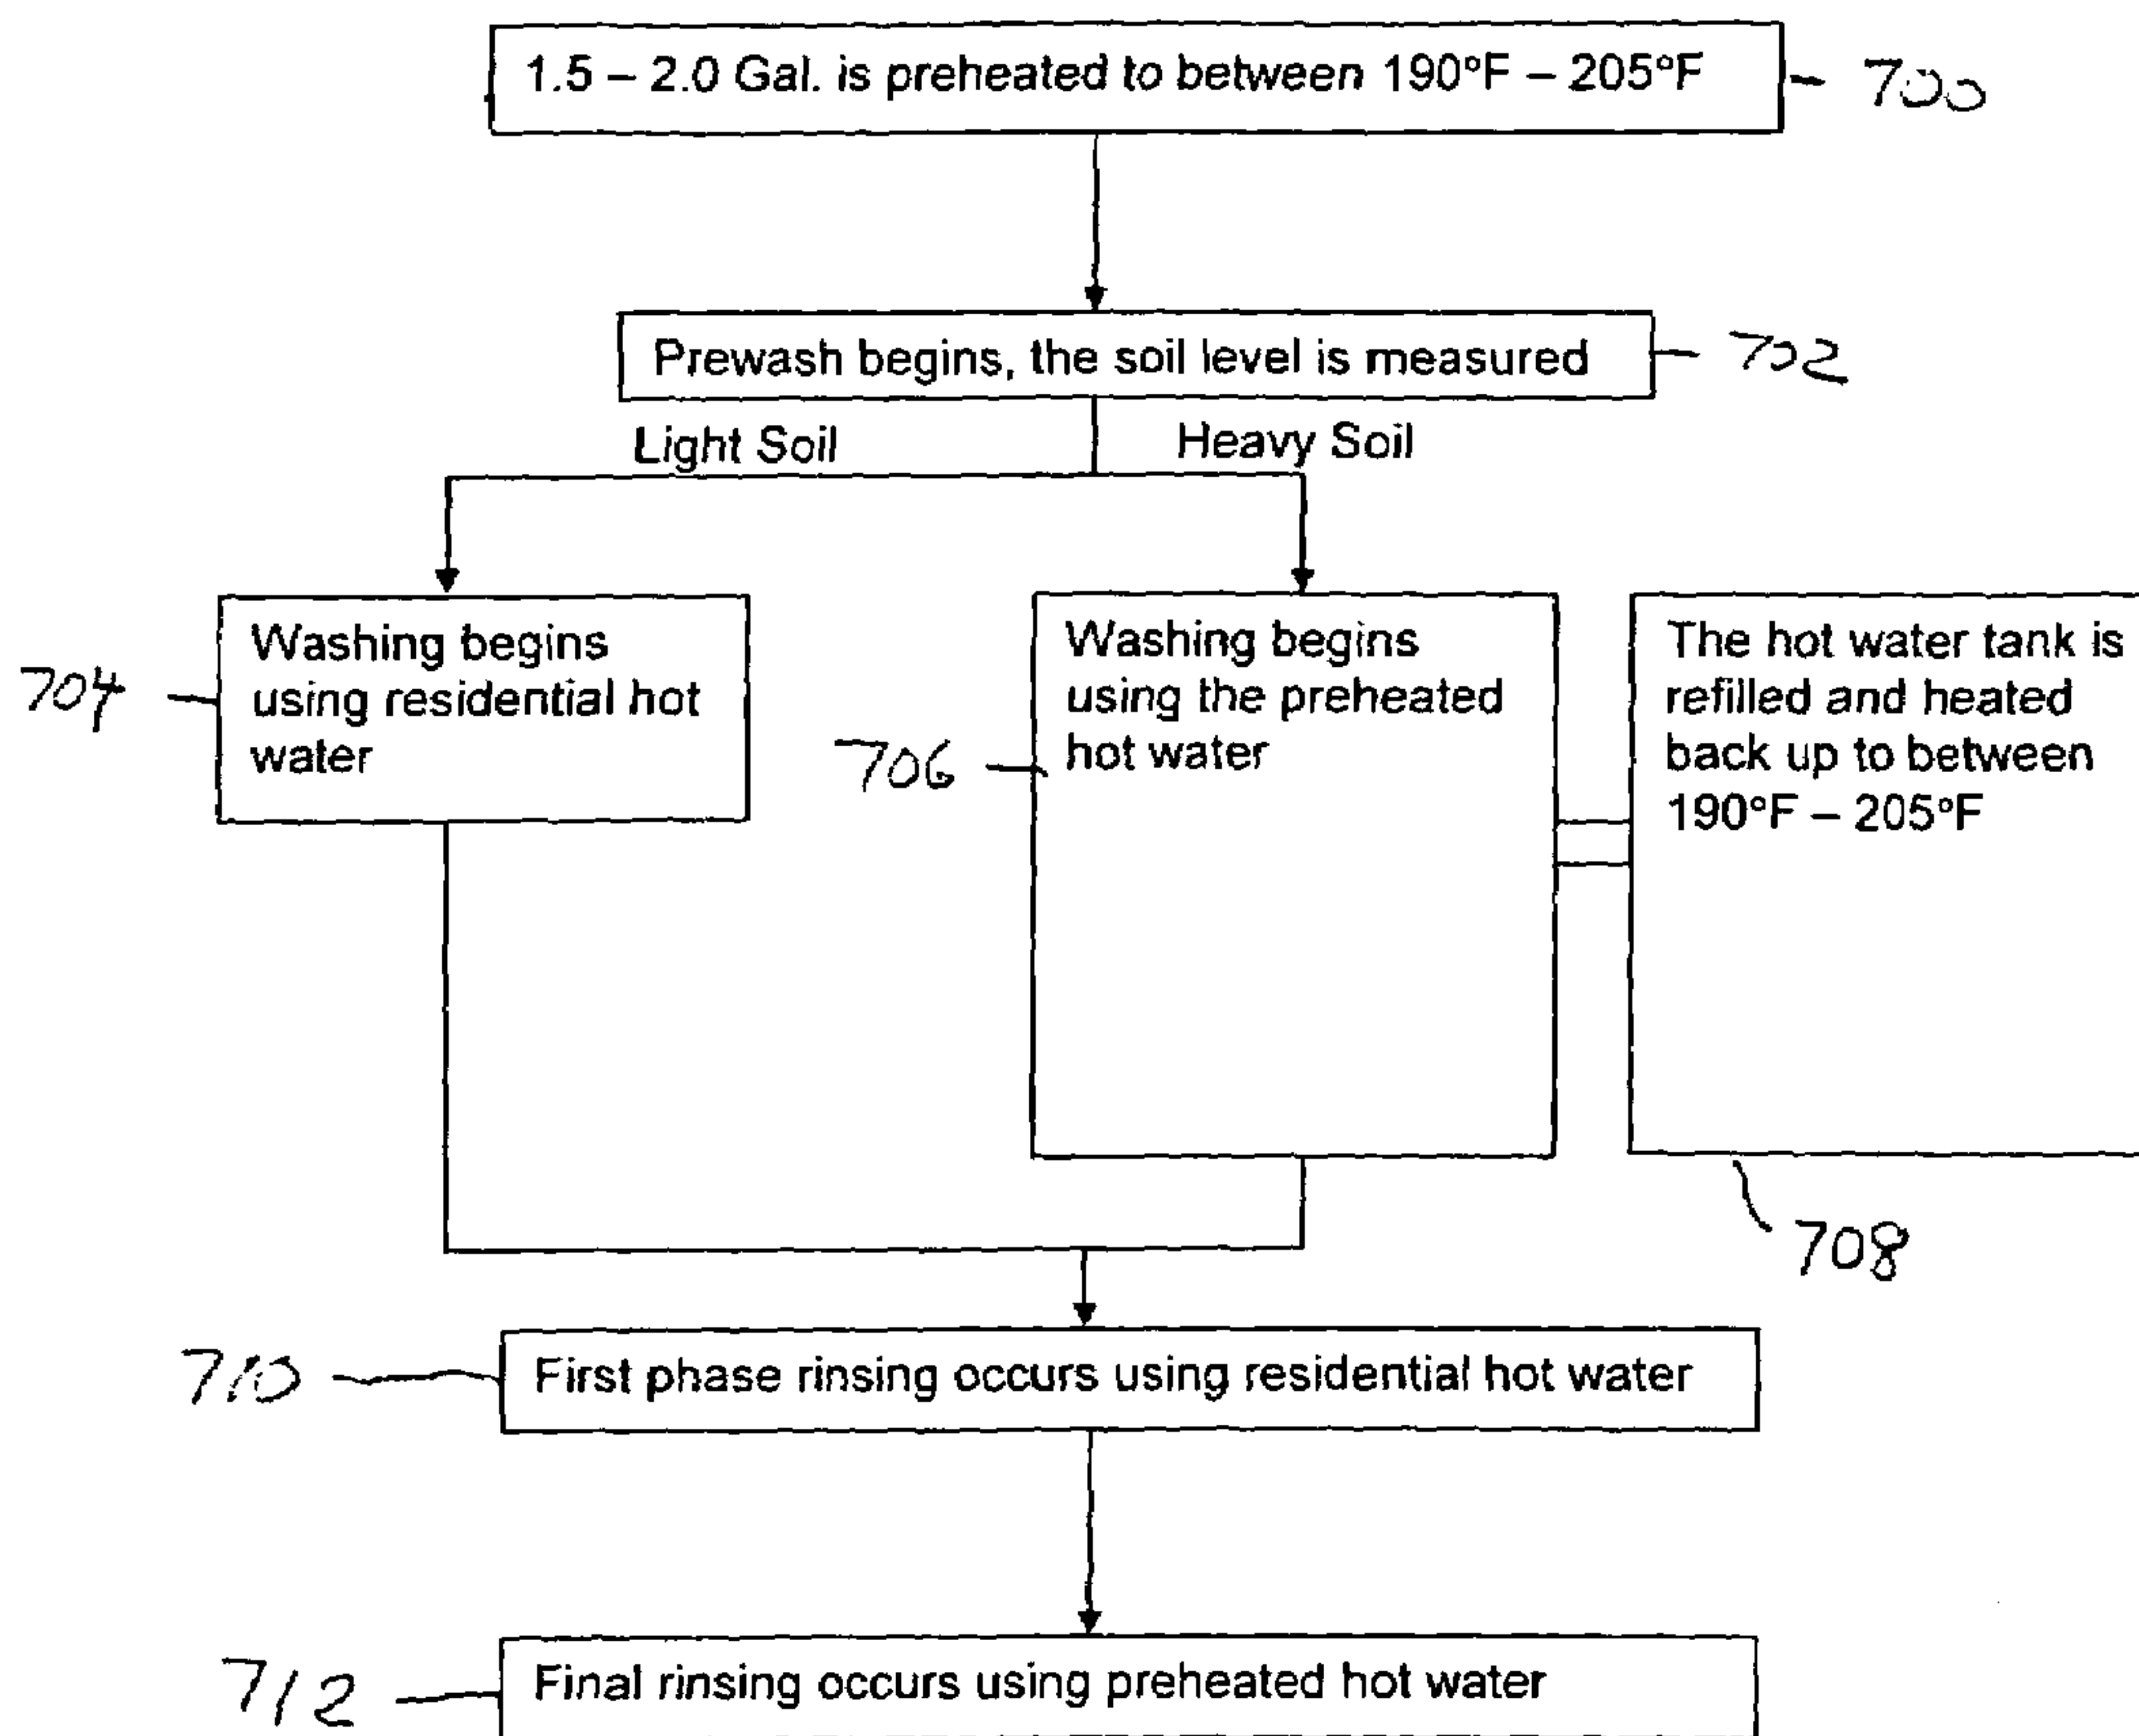 1.5 – 2.0 Gal. is preheated to between 190°F – 205°F
700
Prewash begins, the soil level is measured
702
Light Soil
Heavy Soil
704
Washing begins
using residential hot
water
706
Washing begins
using the preheated
hot water
The hot water tank is
refilled and heated
back up to between
190°F – 205°F
708
710
First phase rinsing occurs using residential hot water
712
Final rinsing occurs using preheated hot water